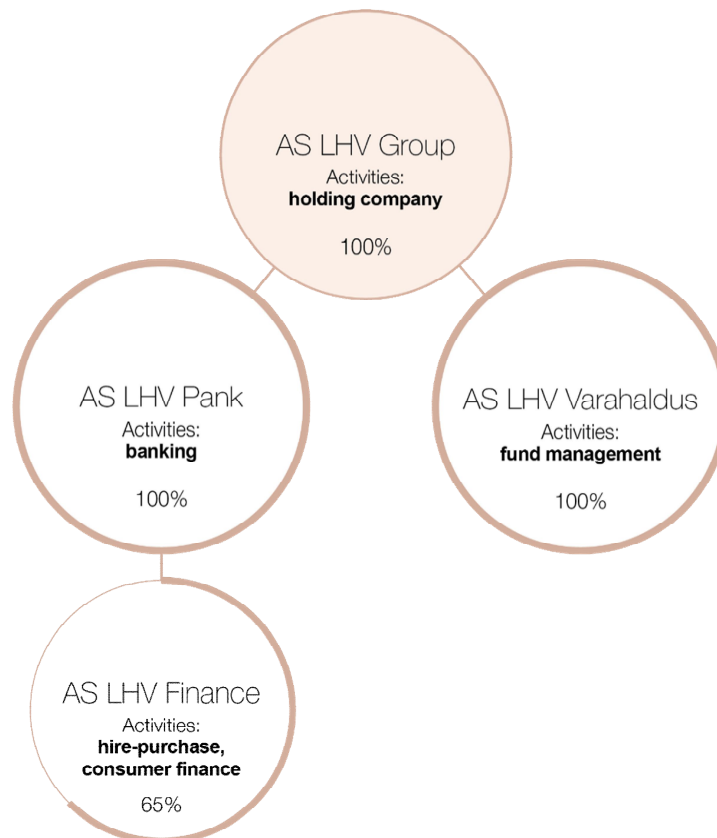 AS LHV Group
Activities:
holding company
100%
AS LHV Pank
Activities:
banking
100%
AS LHV Varahaldus
Activities:
fund management
100%
AS LHV Finance
Activities:
hire-purchase,
consumer finance
65%